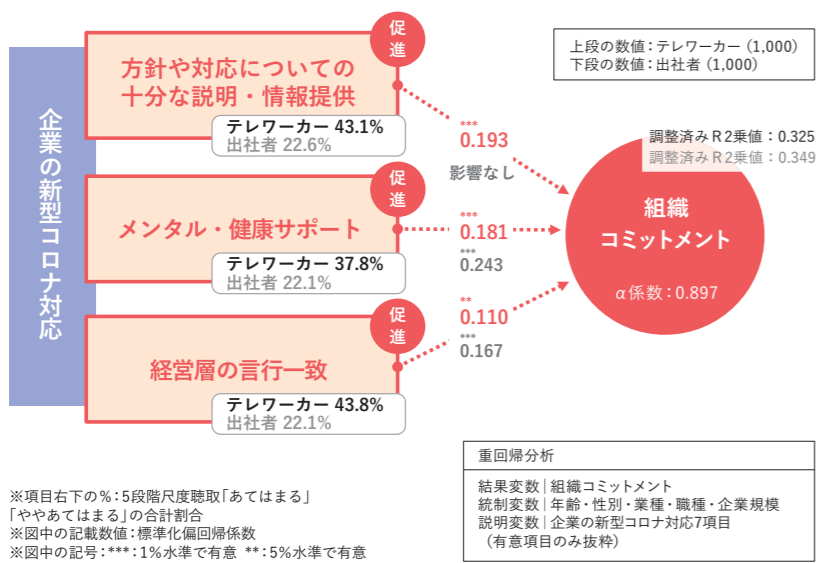 上段の数値：テレワーカー（1,000）
下段の数値：出社者（1,000）
企業の新型コロナ対応
促進
方針や対応についての
十分な説明・情報提供
テレワーカー 43.1%
出社者 22.6%
***
0.193
影響なし
促進
メンタル・健康サポート
テレワーカー 37.8%
出社者 22.1%
***
0.181
***
0.243
促進
経営層の言行一致
テレワーカー 43.8%
出社者 22.1%
**
0.110
***
0.167
調整済みR2乗値：0.325
調整済みR2乗値：0.349
組織
コミットメント
α係数：0.897
※項目右下の％：5段階尺度聴取「あてはまる」
「ややあてはまる」の合計割合
※図中の記載数値：標準化偏回帰係数
※図中の記号：***：1％水準で有意 **：5％水準で有意
重回帰分析
結果変数｜組織コミットメント
統制変数｜年齢・性別・業種・職種・企業規模
説明変数｜企業の新型コロナ対応7項目
（有意項目のみ抜粋）